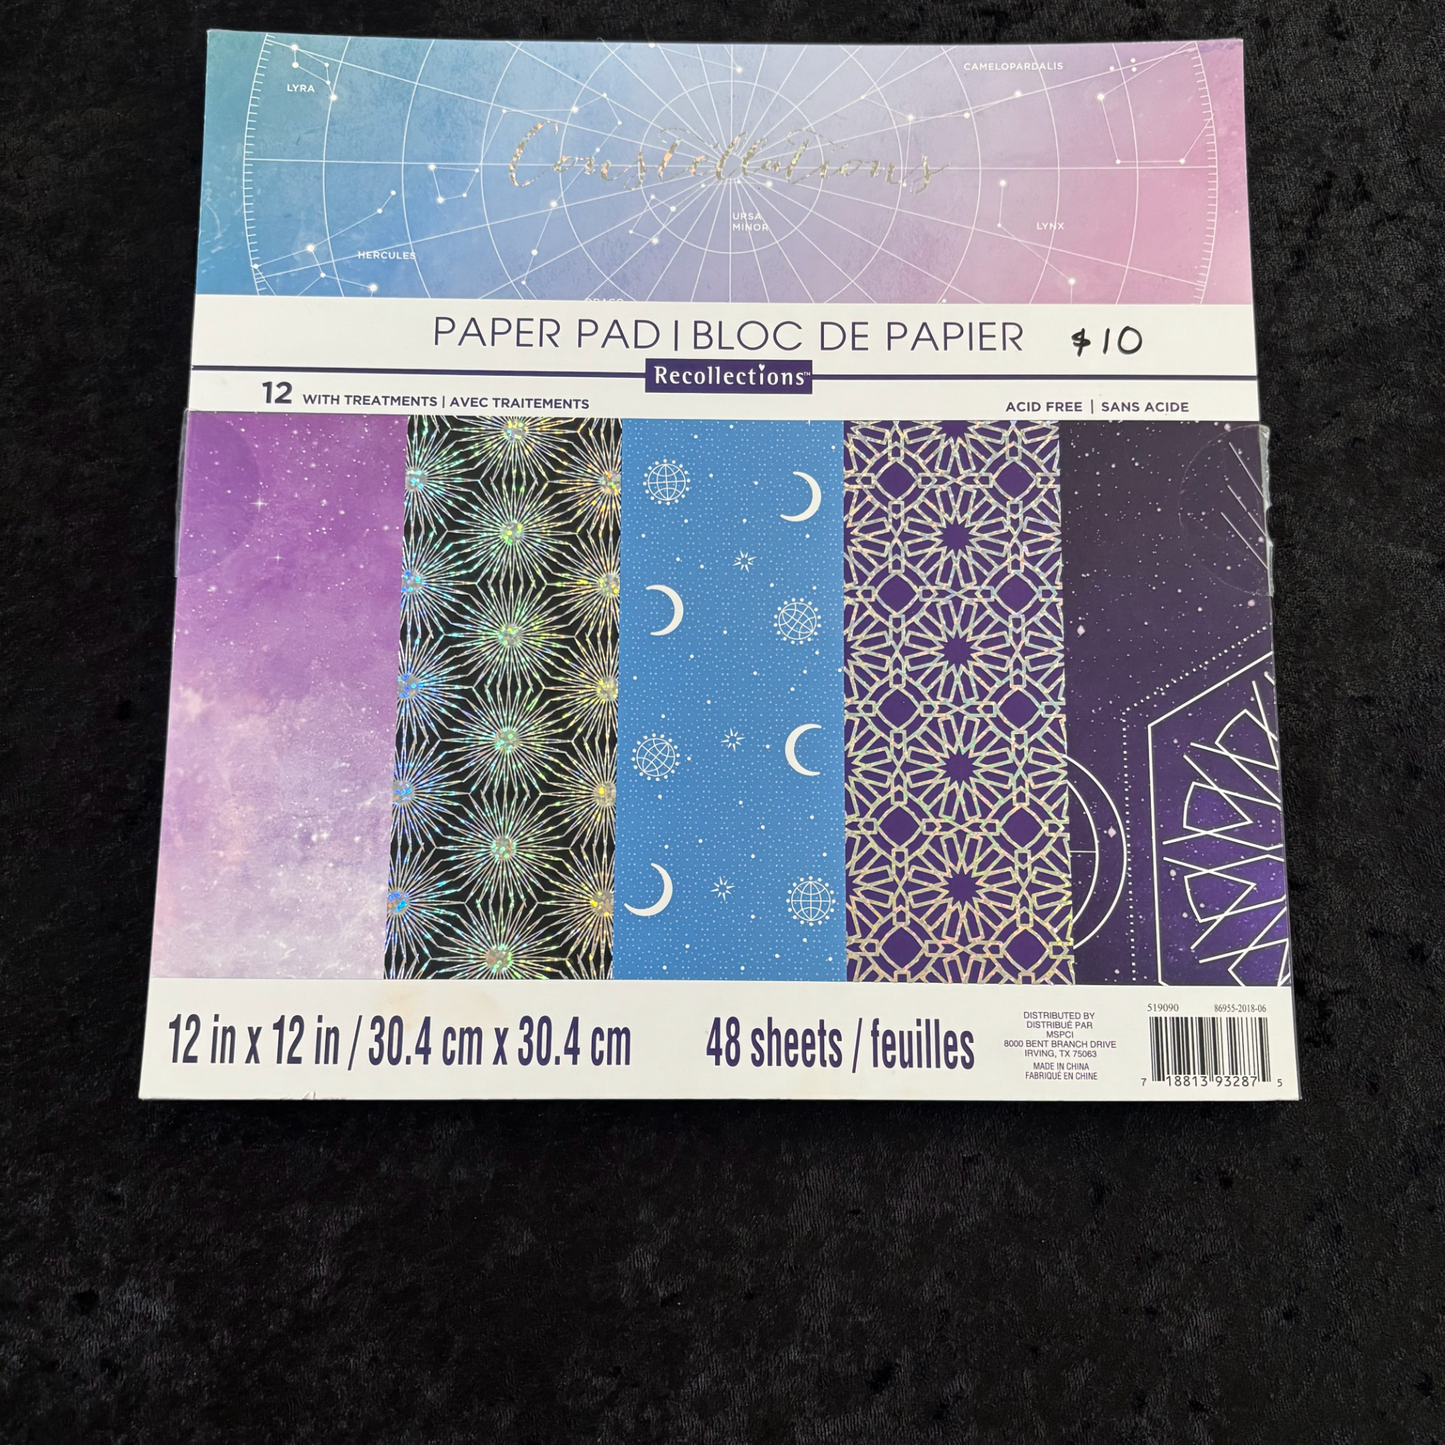 CAMELOPARDALIS
LYRA
Constellations
URSA
MINOR
LYNX
HERCULES
DRACO
PAPER PAD | BLOC DE PAPIER $10
Recollections™
12 WITH TREATMENTS | AVEC TRAITEMENTS
ACID FREE | SANS ACIDE
12 in x 12 in / 30.4 cm x 30.4 cm
48 sheets / feuilles
DISTRIBUTED BY
DISTRIBUÉ PAR
MSPCI
8000 BENT BRANCH DRIVE
IRVING, TX 75063
MADE IN CHINA
FABRIQUÉ EN CHINE
519090 86955-2018-06
7 18813 93287 5